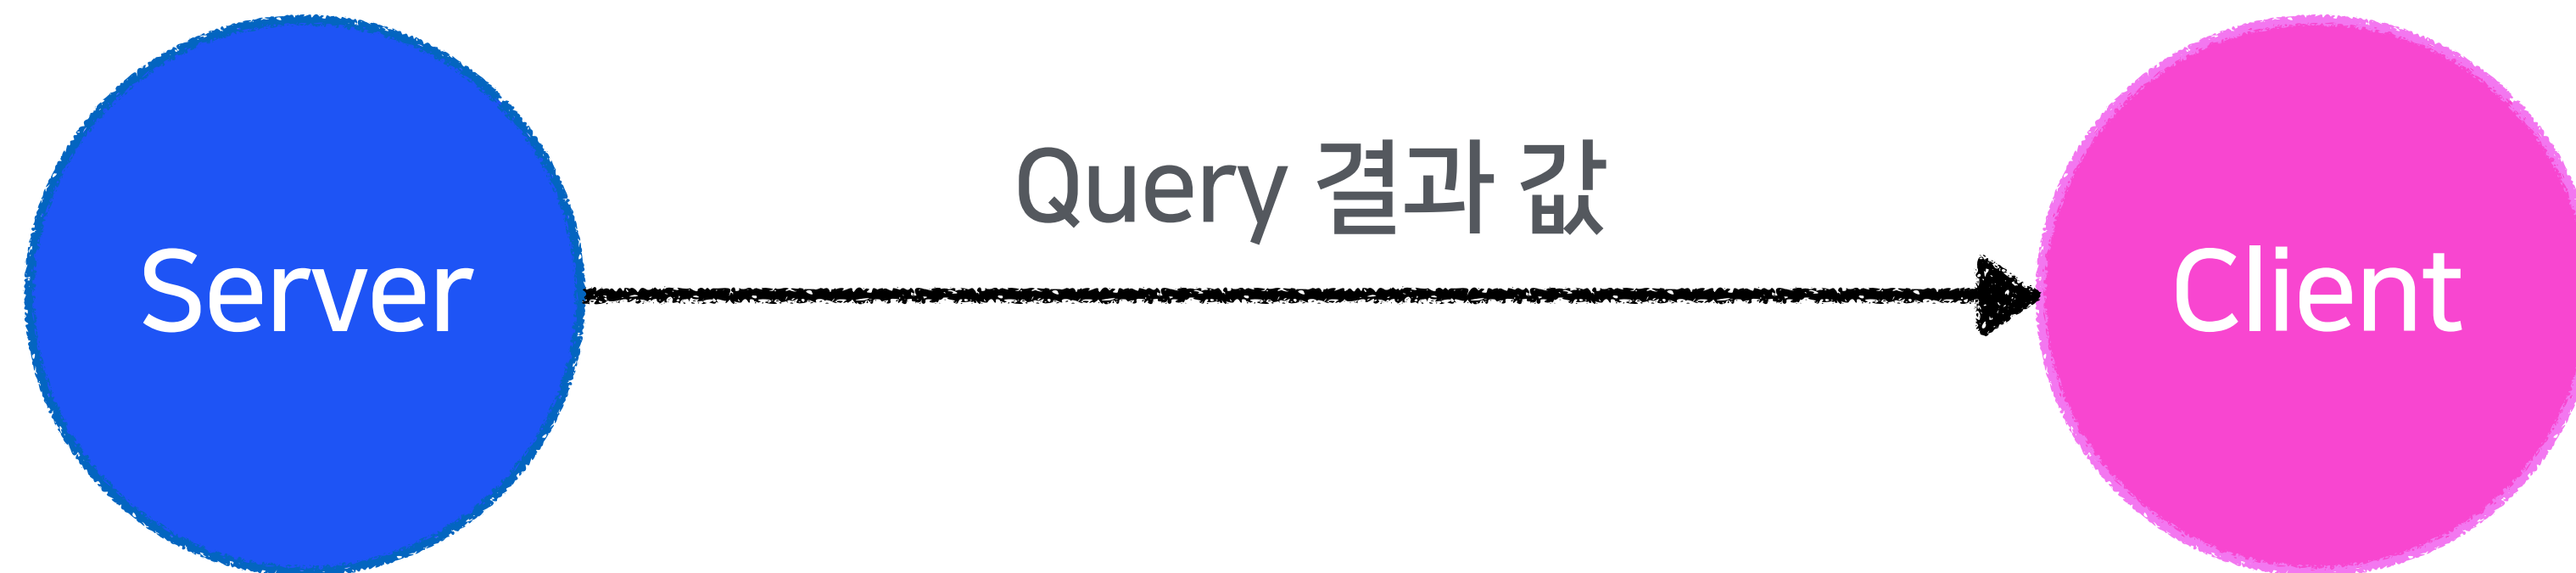 Query 결과 값
Server
Client